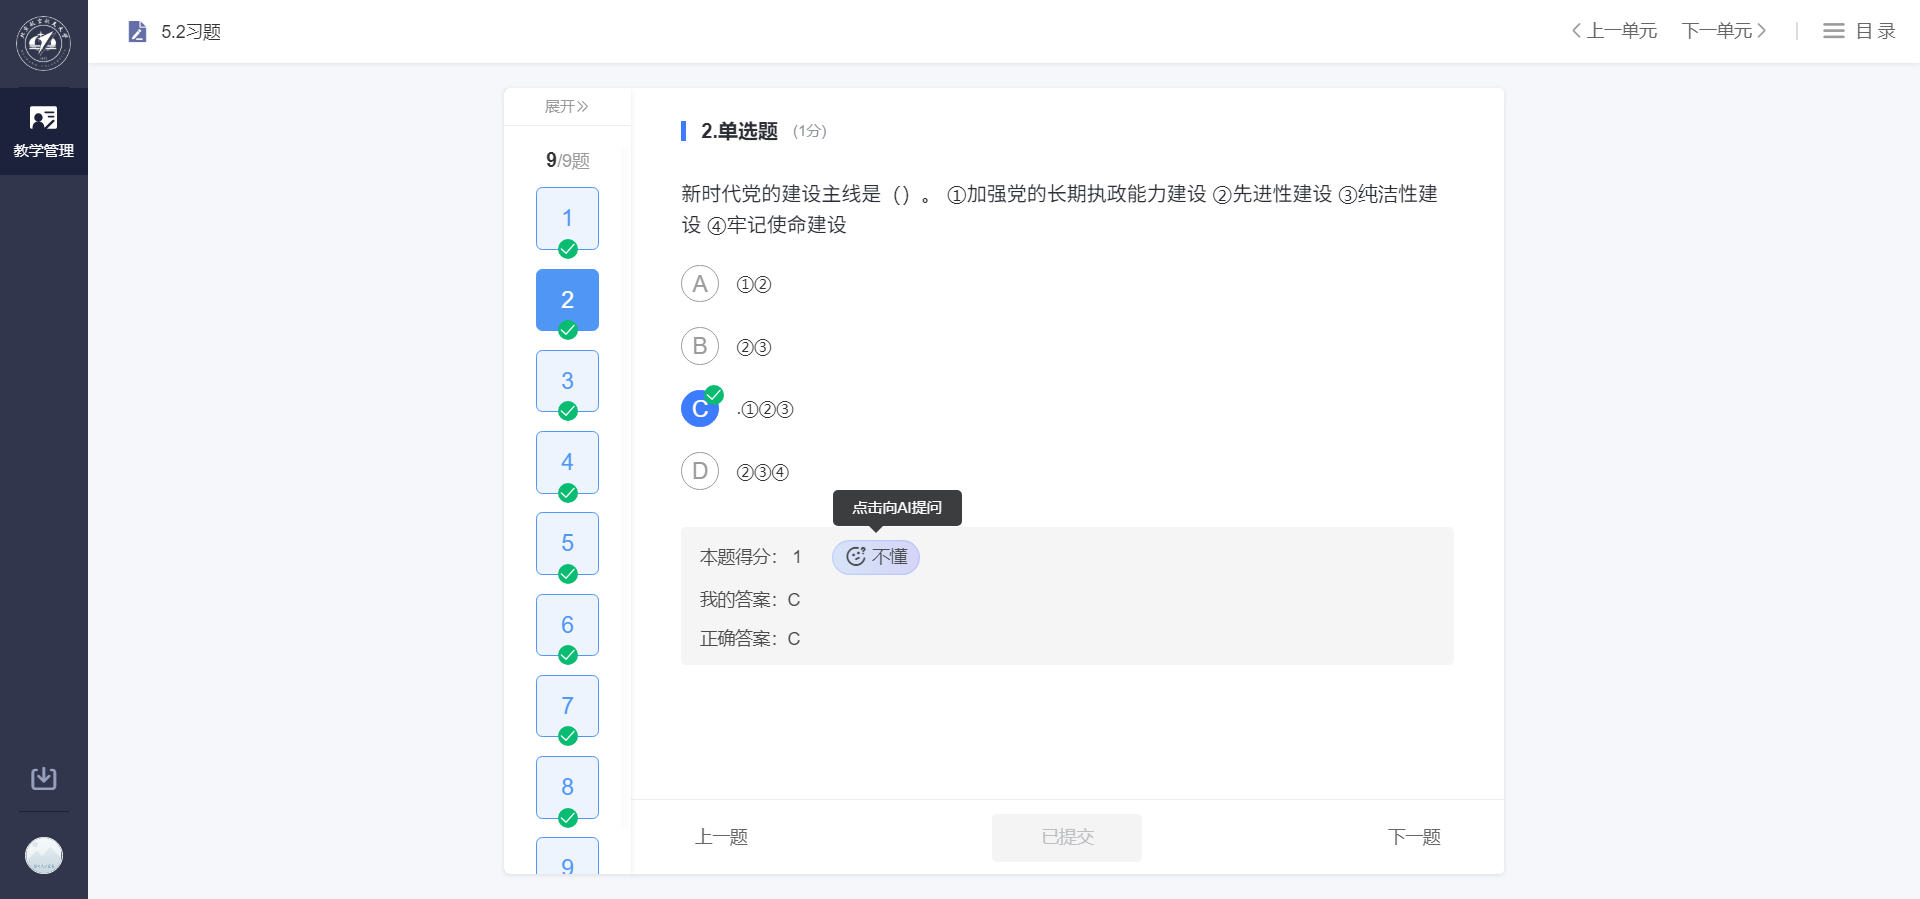 5.2习题
上一单元
下一单元
目录
教学管理
展开
9/9题
1
2
3
4
5
6
7
8
9
2.单选题 (1分)
新时代党的建设主线是（）。 ①加强党的长期执政能力建设 ②先进性建设 ③纯洁性建
设 ④牢记使命建设
A ①②
B ②③
C .①②③
D ②③④
点击向AI提问
本题得分： 1 不懂
我的答案：C
正确答案：C
上一题
已提交
下一题